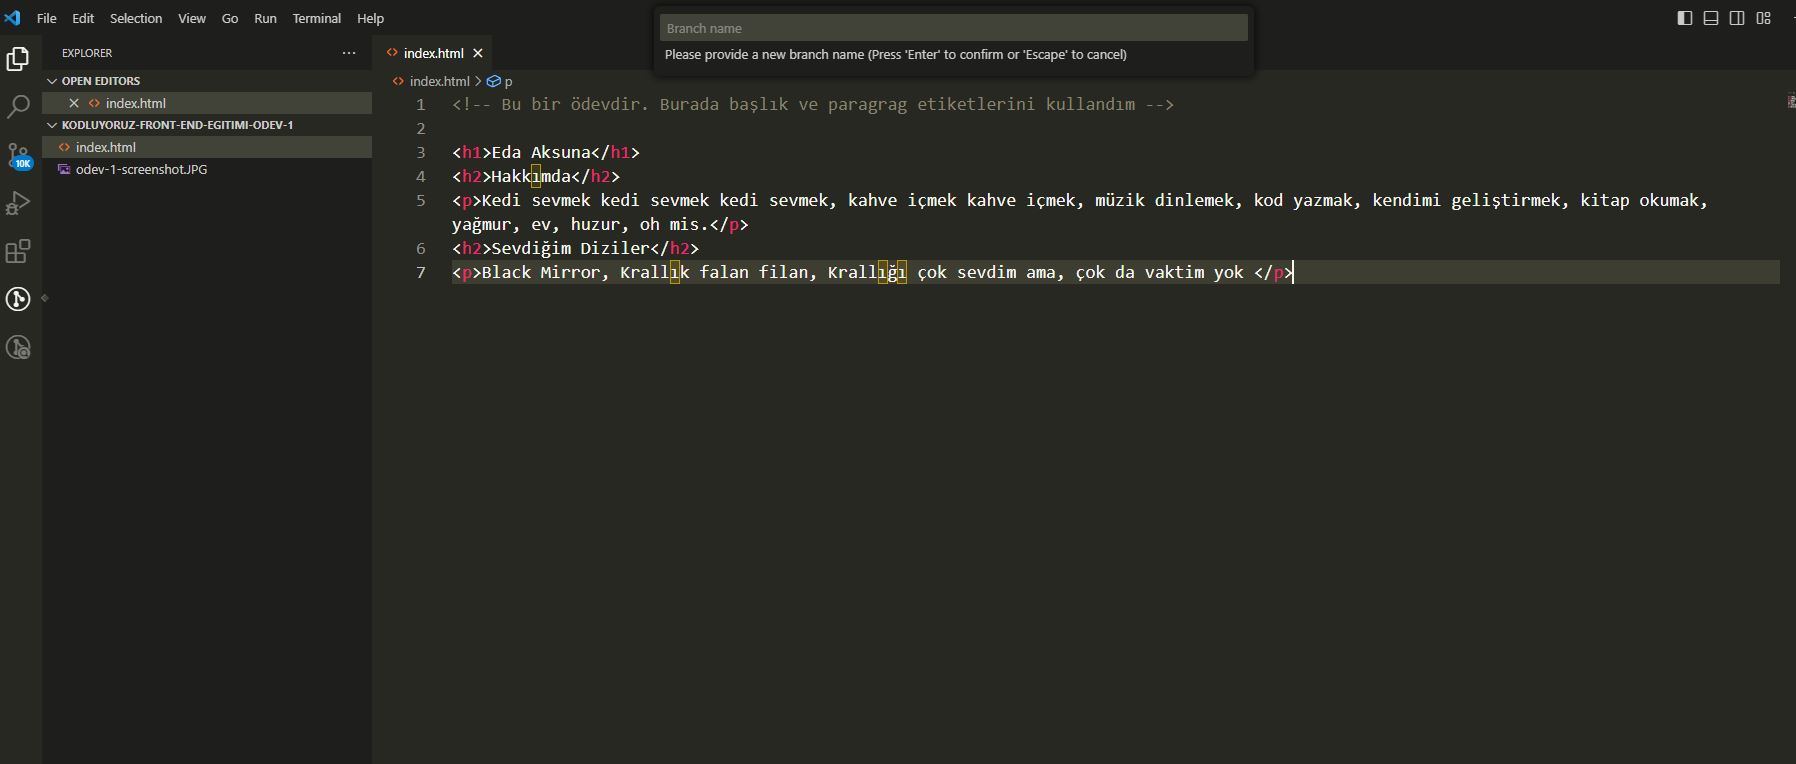 File Edit Selection View Go Run Terminal Help
Branch name
Please provide a new branch name (Press 'Enter' to confirm or 'Escape' to cancel)
EXPLORER
OPEN EDITORS
index.html
KODLUYORUZ-FRONT-END-EGITIMI-ODEV-1
index.html
odev-1-screenshot.JPG
10K
index.html
index.html > p
1 <!-- Bu bir ödevdir. Burada başlık ve paragrag etiketlerini kullandım -->
2
3 <h1>Eda Aksuna</h1>
4 <h2>Hakkımda</h2>
5 <p>Kedi sevmek kedi sevmek kedi sevmek, kahve içmek kahve içmek, müzik dinlemek, kod yazmak, kendimi geliştirmek, kitap okumak,
yağmur, ev, huzur, oh mis.</p>
6 <h2>Sevdiğim Diziler</h2>
7 <p>Black Mirror, Krallık falan filan, Krallığı çok sevdim ama, çok da vaktim yok </p>